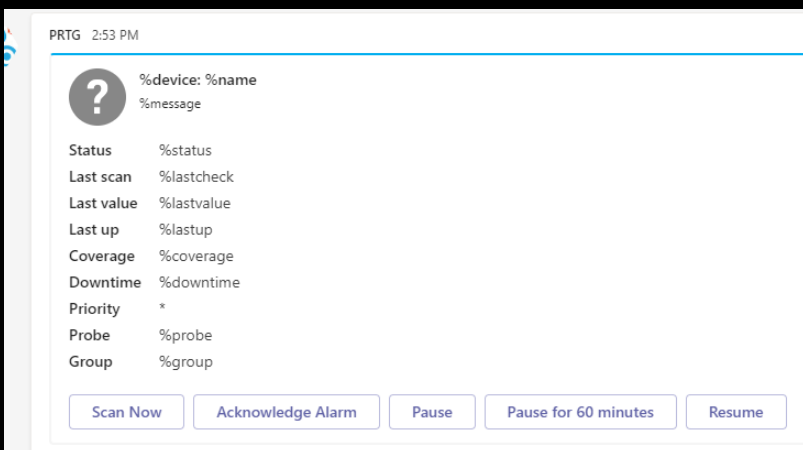 PRTG 2:53 PM
?
%device: %name
%message
Status %status
Last scan %lastcheck
Last value %lastvalue
Last up %lastup
Coverage %coverage
Downtime %downtime
Priority *
Probe %probe
Group %group
Scan Now Acknowledge Alarm Pause Pause for 60 minutes Resume